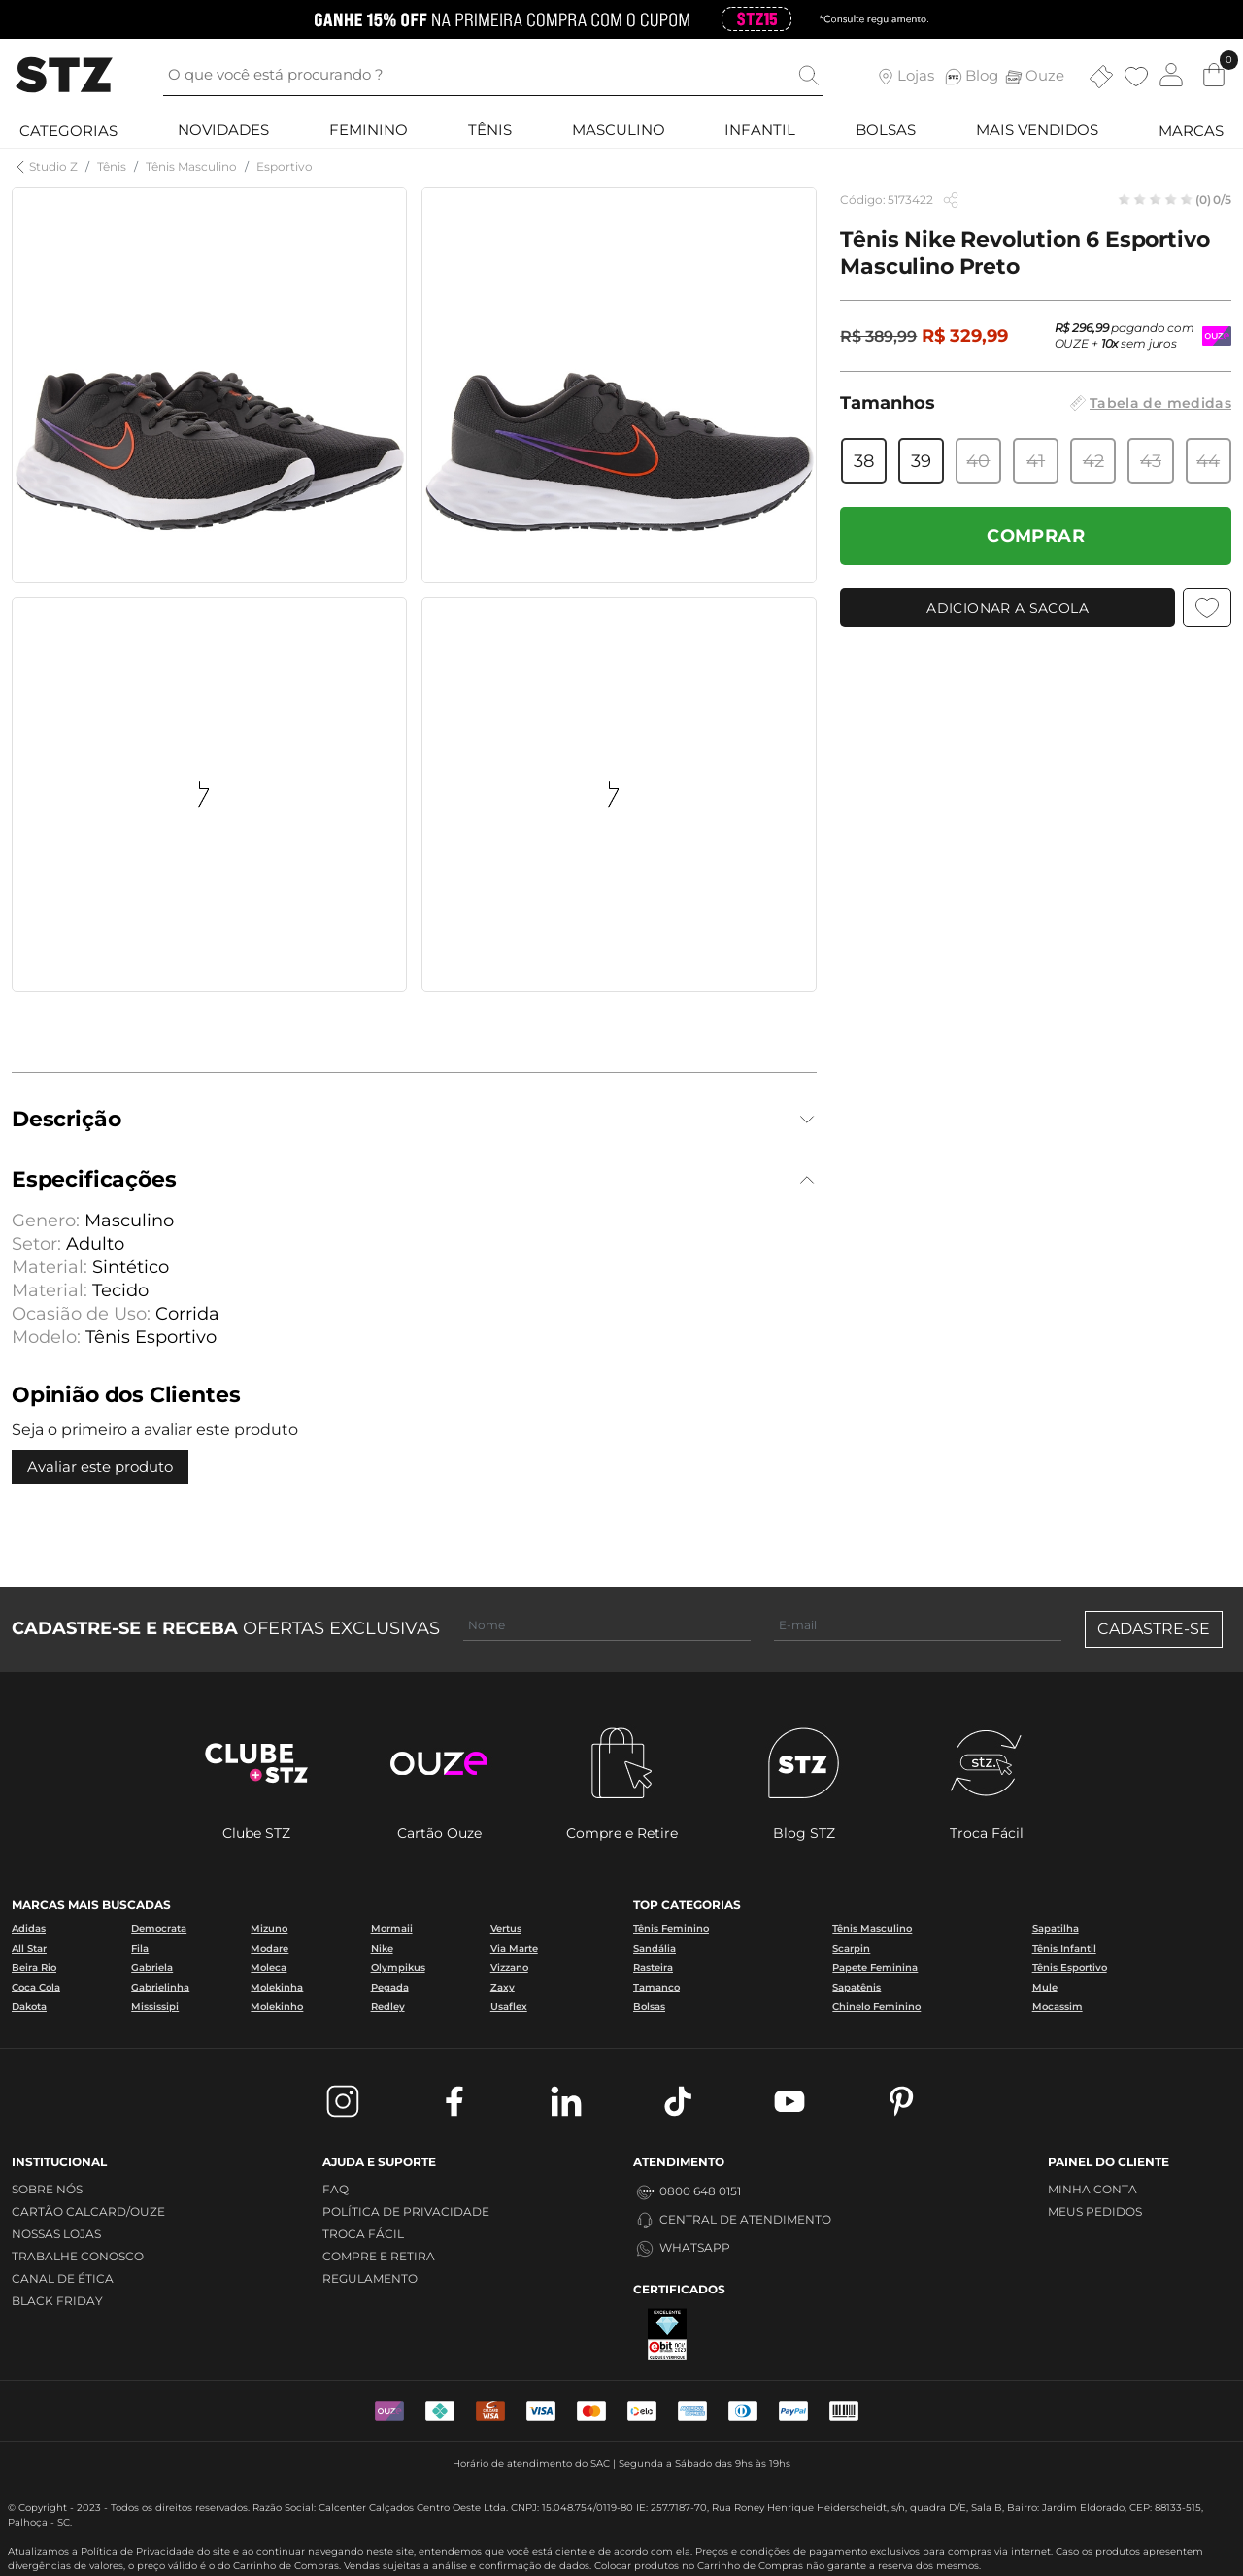 GANHE 15% OFF NA PRIMEIRA COMPRA COM O CUPOM STZ15 *Consulte regulamento.
STZ
O que você está procurando ?
Lojas
STZ Blog
Ouze
0
CATEGORIAS
NOVIDADES
FEMININO
TÊNIS
MASCULINO
INFANTIL
BOLSAS
MAIS VENDIDOS
MARCAS
Studio Z / Tênis / Tênis Masculino / Esportivo
Código: 5173422
(0) 0/5
Tênis Nike Revolution 6 Esportivo
Masculino Preto
R$ 389,99 R$ 329,99
R$ 296,99 pagando com
OUZE + 10x sem juros
OUZ
Tamanhos
Tabela de medidas
38 39 40 41 42 43 44
COMPRAR
ADICIONAR A SACOLA
Descrição
Especificações
Genero: Masculino
Setor: Adulto
Material: Sintético
Material: Tecido
Ocasião de Uso: Corrida
Modelo: Tênis Esportivo
Opinião dos Clientes
Seja o primeiro a avaliar este produto
Avaliar este produto
CADASTRE-SE E RECEBA OFERTAS EXCLUSIVAS
Nome
E-mail
CADASTRE-SE
CLUBE
+STZ
ouze
STZ
stz.
Clube STZ
Cartão Ouze
Compre e Retire
Blog STZ
Troca Fácil
MARCAS MAIS BUSCADAS
Adidas Democrata Mizuno Mormaii Vertus
All Star Fila Modare Nike Via Marte
Beira Rio Gabriela Moleca Olympikus Vizzano
Coca Cola Gabrielinha Molekinha Pegada Zaxy
Dakota Mississipi Molekinho Redley Usaflex
TOP CATEGORIAS
Tênis Feminino Tênis Masculino Sapatilha
Sandália Scarpin Tênis Infantil
Rasteira Papete Feminina Tênis Esportivo
Tamanco Sapatênis Mule
Bolsas Chinelo Feminino Mocassim
INSTITUCIONAL
SOBRE NÓS
CARTÃO CALCARD/OUZE
NOSSAS LOJAS
TRABALHE CONOSCO
CANAL DE ÉTICA
BLACK FRIDAY
AJUDA E SUPORTE
FAQ
POLÍTICA DE PRIVACIDADE
TROCA FÁCIL
COMPRE E RETIRA
REGULAMENTO
ATENDIMENTO
0800 648 0151
CENTRAL DE ATENDIMENTO
WHATSAPP
CERTIFICADOS
EXCELENTE
ebit
CLIQUE E VERIFIQUE
PAINEL DO CLIENTE
MINHA CONTA
MEUS PEDIDOS
OUZ
VISA
VISA
elo
PayPal
Horário de atendimento do SAC | Segunda a Sábado das 9hs às 19hs
© Copyright - 2023 - Todos os direitos reservados. Razão Social: Calcenter Calçados Centro Oeste Ltda. CNPJ: 15.048.754/0119-80 IE: 257.7187-70, Rua Roney Henrique Heiderscheidt, s/n, quadra D/E, Sala B, Bairro: Jardim Eldorado, CEP: 88133-515,
Palhoça - SC.
Atualizamos a Política de Privacidade do site e ao continuar navegando neste site, entendemos que você está ciente e de acordo com ela. Preços e condições de pagamento exclusivos para compras via internet. Caso os produtos apresentem
divergências de valores, o preço válido é o do Carrinho de Compras. Vendas sujeitas a análise e confirmação de dados. Colocar produtos no Carrinho de Compras não garante a reserva dos mesmos.